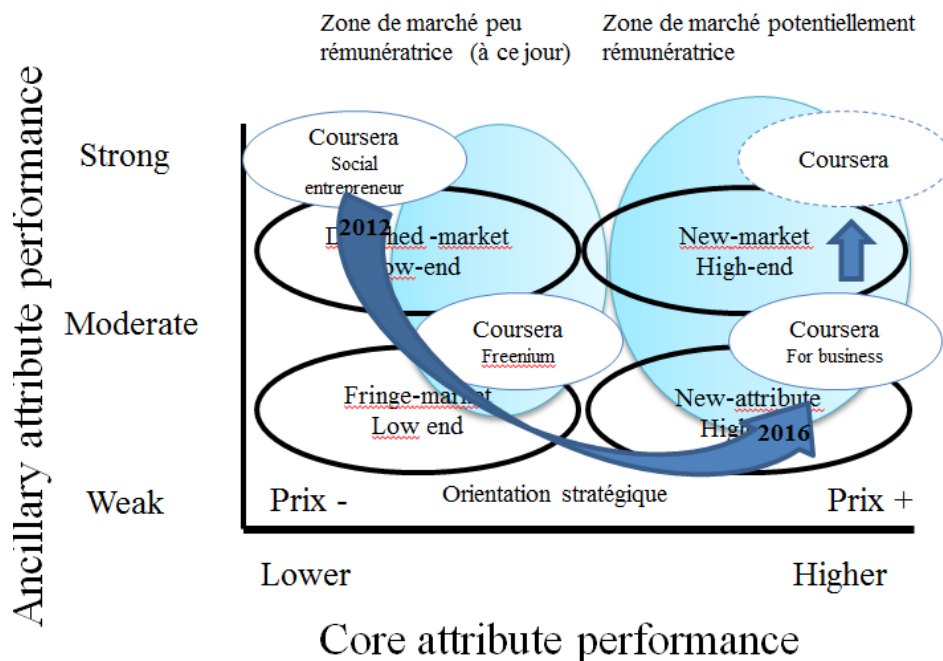 Zone de marché peu
rémunératrice (à ce jour)
Zone de marché potentiellement
rémunératrice
Ancillary attribute performance
Strong
Moderate
Weak
Coursera
Social
entrepreneur
Coursera
2012
-market
-end
New-market
High-end
Coursera
Freenium
Coursera
For business
Fringe-market
Low end
New-attribute
2016
Prix -
Orientation stratégique
Prix +
Lower
Higher
Core attribute performance